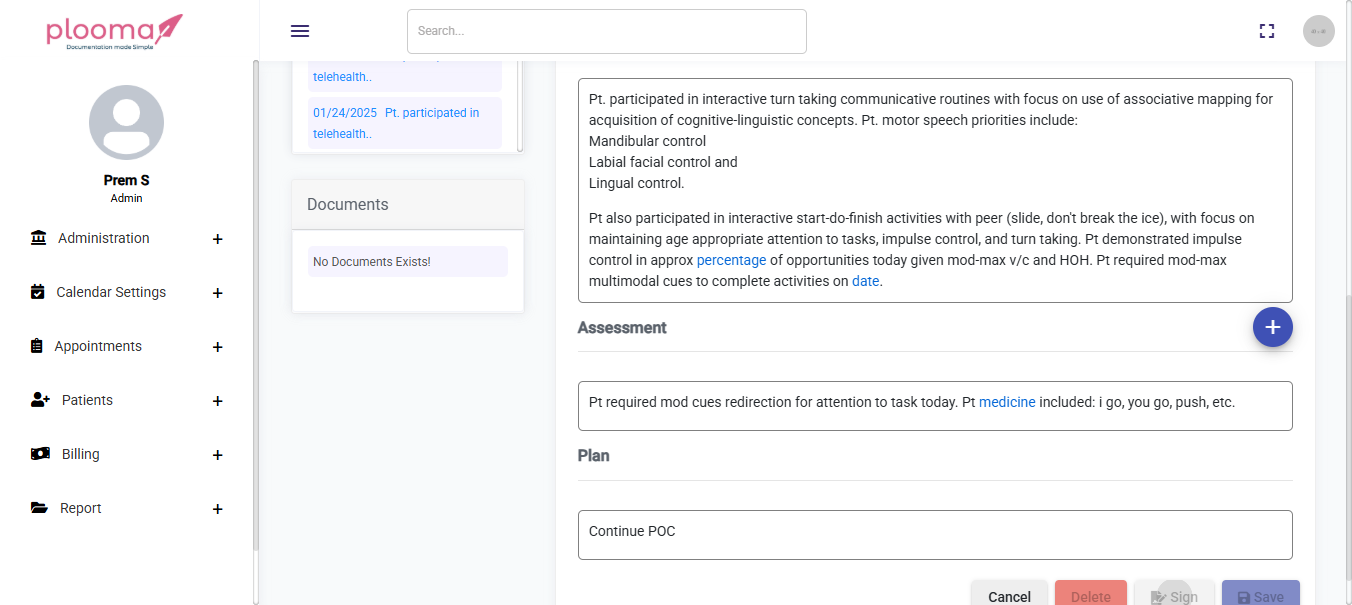 plooma
Documentation made Simple
Search...
Prem S
Admin
Administration
Calendar Settings
Appointments
Patients
Billing
Report
telehealth..
01/24/2025 Pt. participated in
telehealth..
Documents
No Documents Exists!
Pt. participated in interactive turn taking communicative routines with focus on use of associative mapping for
acquisition of cognitive-linguistic concepts. Pt. motor speech priorities include:
Mandibular control
Labial facial control and
Lingual control.
Pt also participated in interactive start-do-finish activities with peer (slide, don't break the ice), with focus on
maintaining age appropriate attention to tasks, impulse control, and turn taking. Pt demonstrated impulse
control in approx percentage of opportunities today given mod-max v/c and HOH. Pt required mod-max
multimodal cues to complete activities on date.
Assessment
Pt required mod cues redirection for attention to task today. Pt medicine included: i go, you go, push, etc.
Plan
Continue POC
Cancel
Delete
Sign
Save